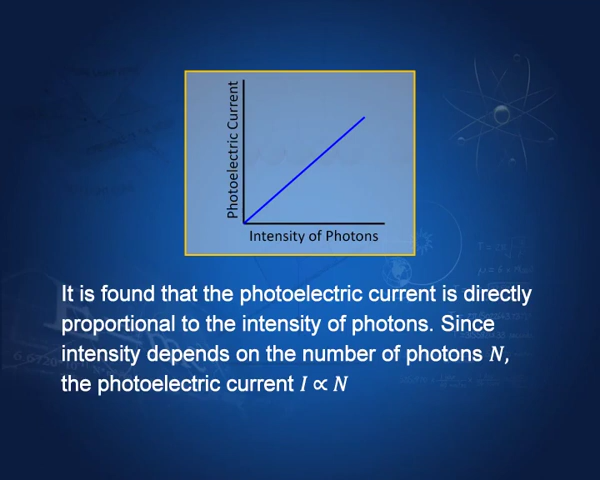 Photoelectric Current
Intensity of Photons
It is found that the photoelectric current is directly
proportional to the intensity of photons. Since
intensity depends on the number of photons N,
the photoelectric current I ∝ N